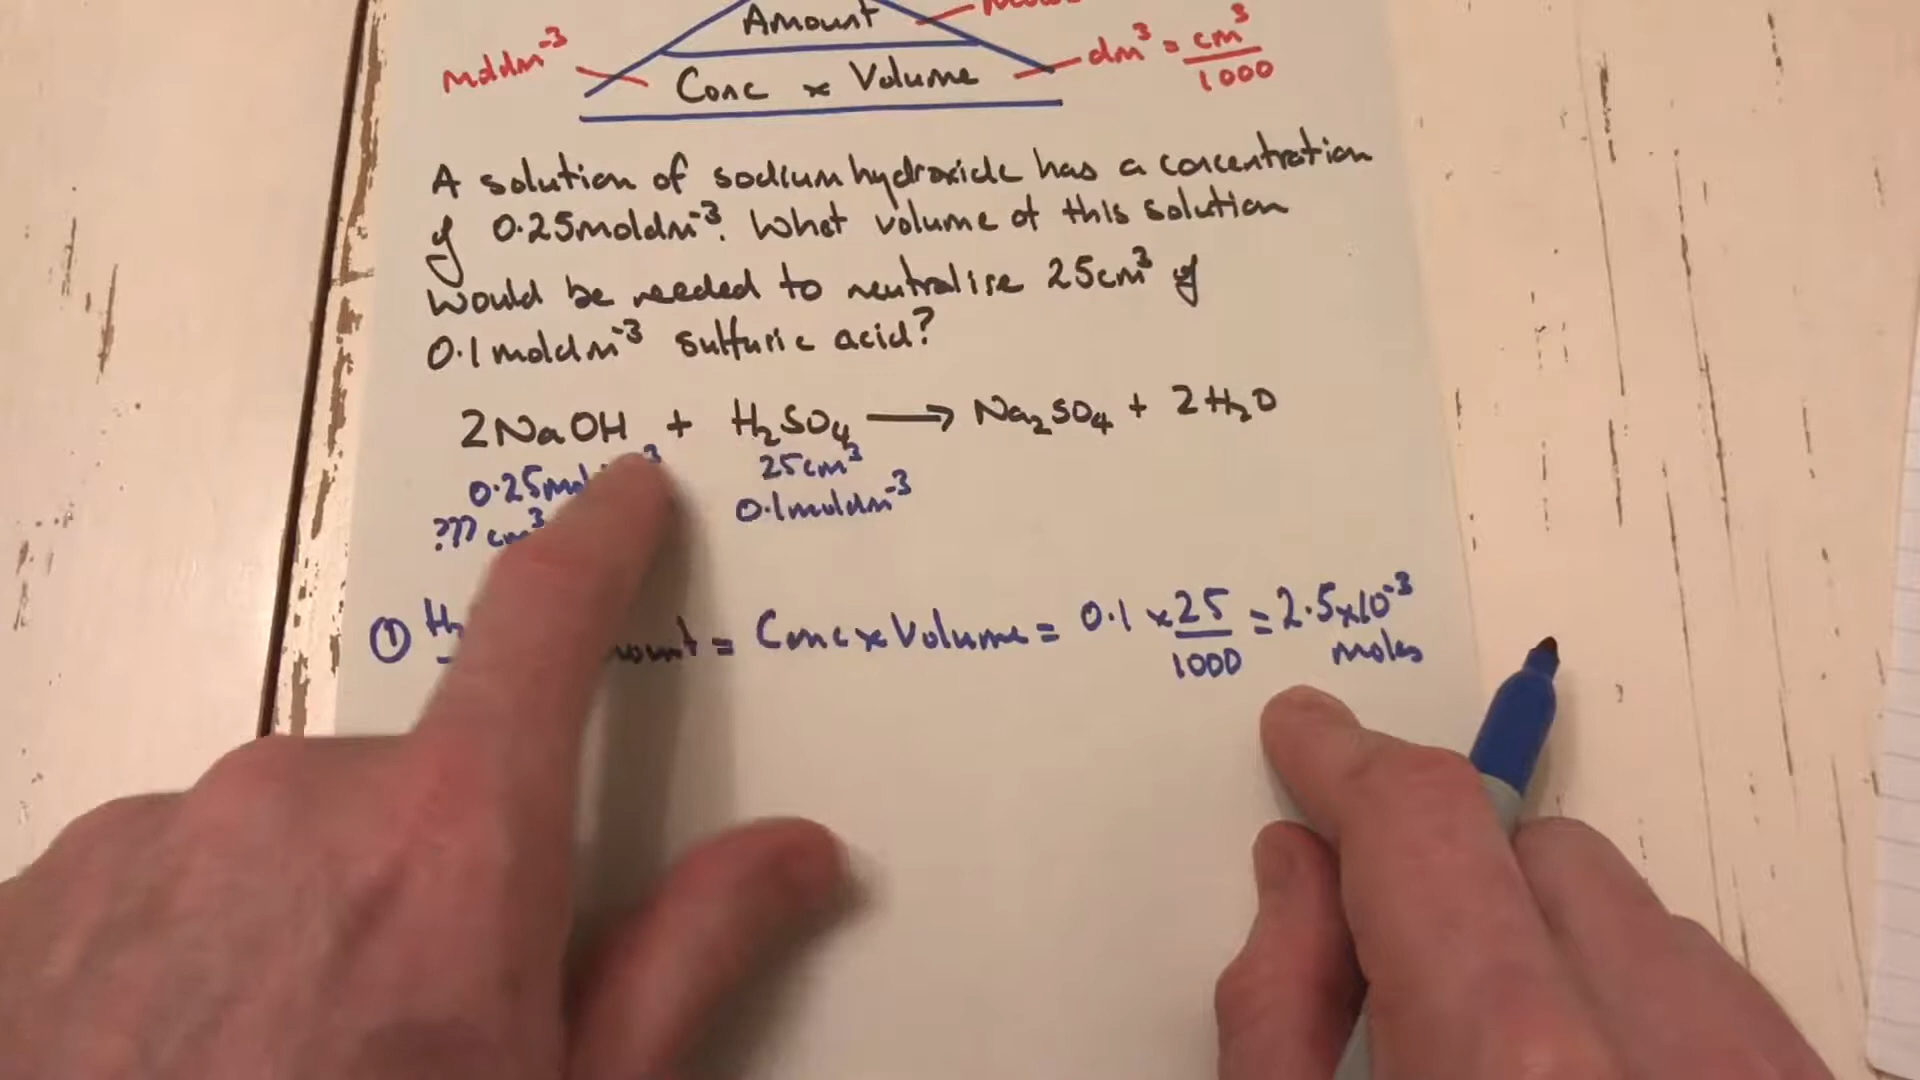 Amount
moldm⁻³
Conc × Volume
dm³ = cm³/1000
A solution of sodium hydroxide has a concentration
of 0.25moldm⁻³. What volume of this solution
would be needed to neutralise 25cm³ of
0.1moldm⁻³ sulfuric acid?
2NaOH + H₂SO₄ ⟶ Na₂SO₄ + 2H₂O
25cm³
0.1moldm⁻³
??? cm³
① = Conc × Volume = 0.1 × 25/1000 = 2.5×10⁻³
moles